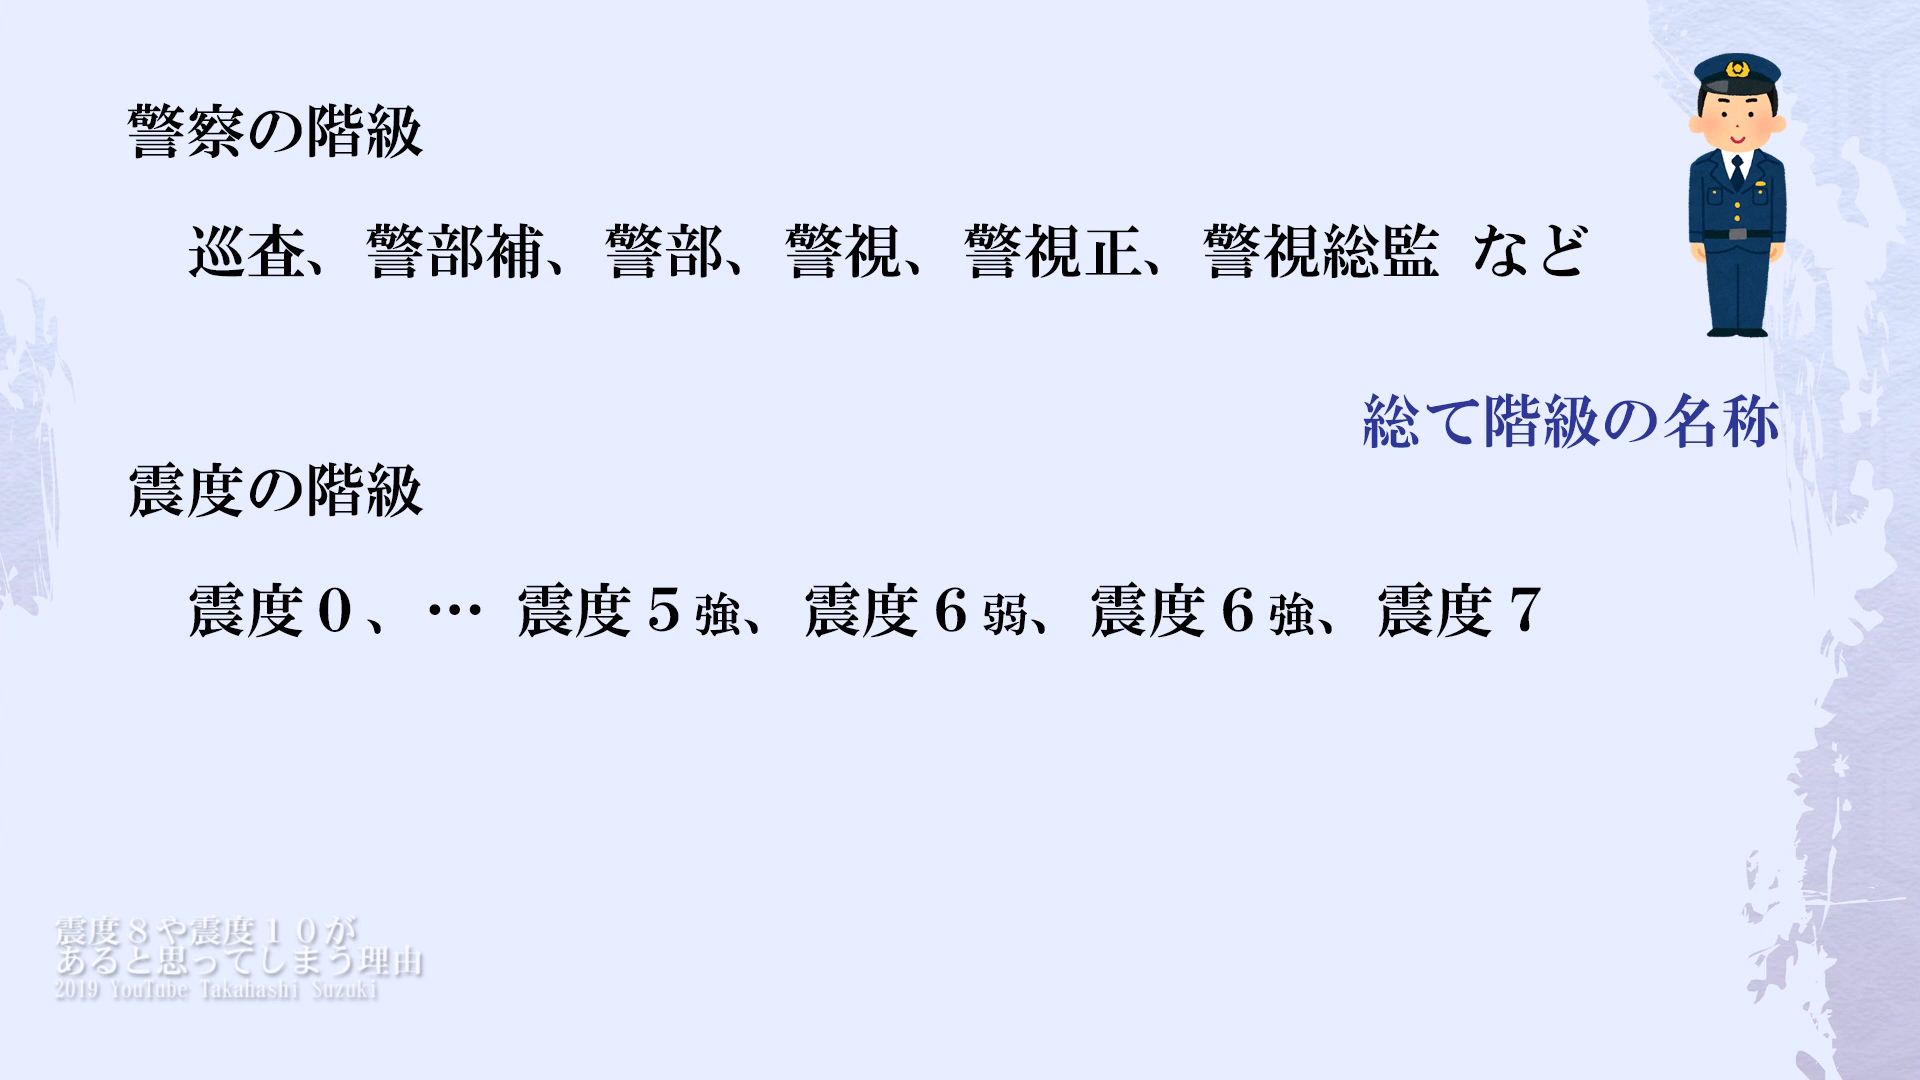 警察の階級
巡査、警部補、警部、警視、警視正、警視総監 など
総て階級の名称
震度の階級
震度０、… 震度５強、震度６弱、震度６強、震度７
震度８や震度１０が
あると思ってしまう理由
2019 YouTube Takahashi Suzuki